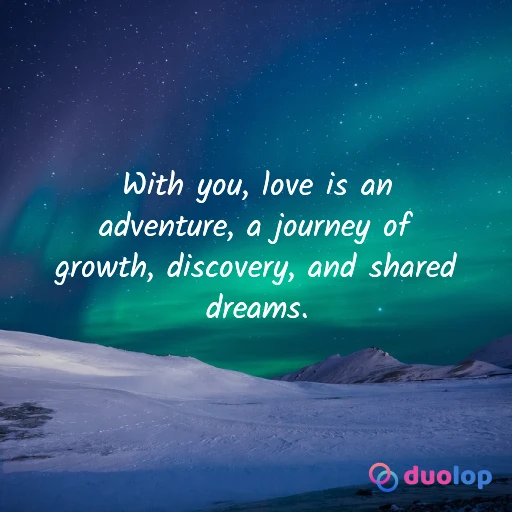 With you, love is an
adventure, a journey of
growth, discovery, and shared
dreams.
duolop